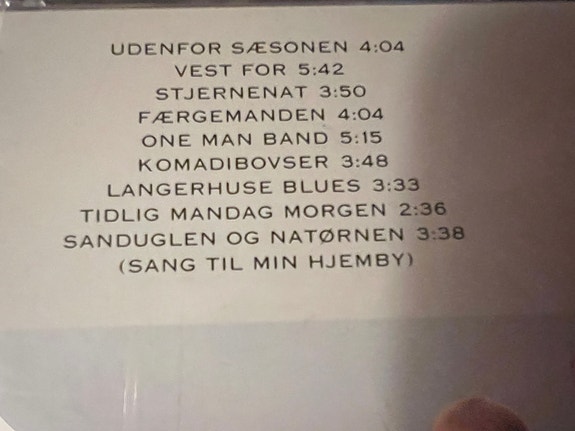 UDENFOR SÆSONEN 4:04
VEST FOR 5:42
STJERNENAT 3:50
FÆRGEMANDEN 4:04
ONE MAN BAND 5:15
KOMADIBOVSER 3:48
LANGERHUSE BLUES 3:33
TIDLIG MANDAG MORGEN 2:36
SANDUGLEN OG NATØRNEN 3:38
(SANG TIL MIN HJEMBY)